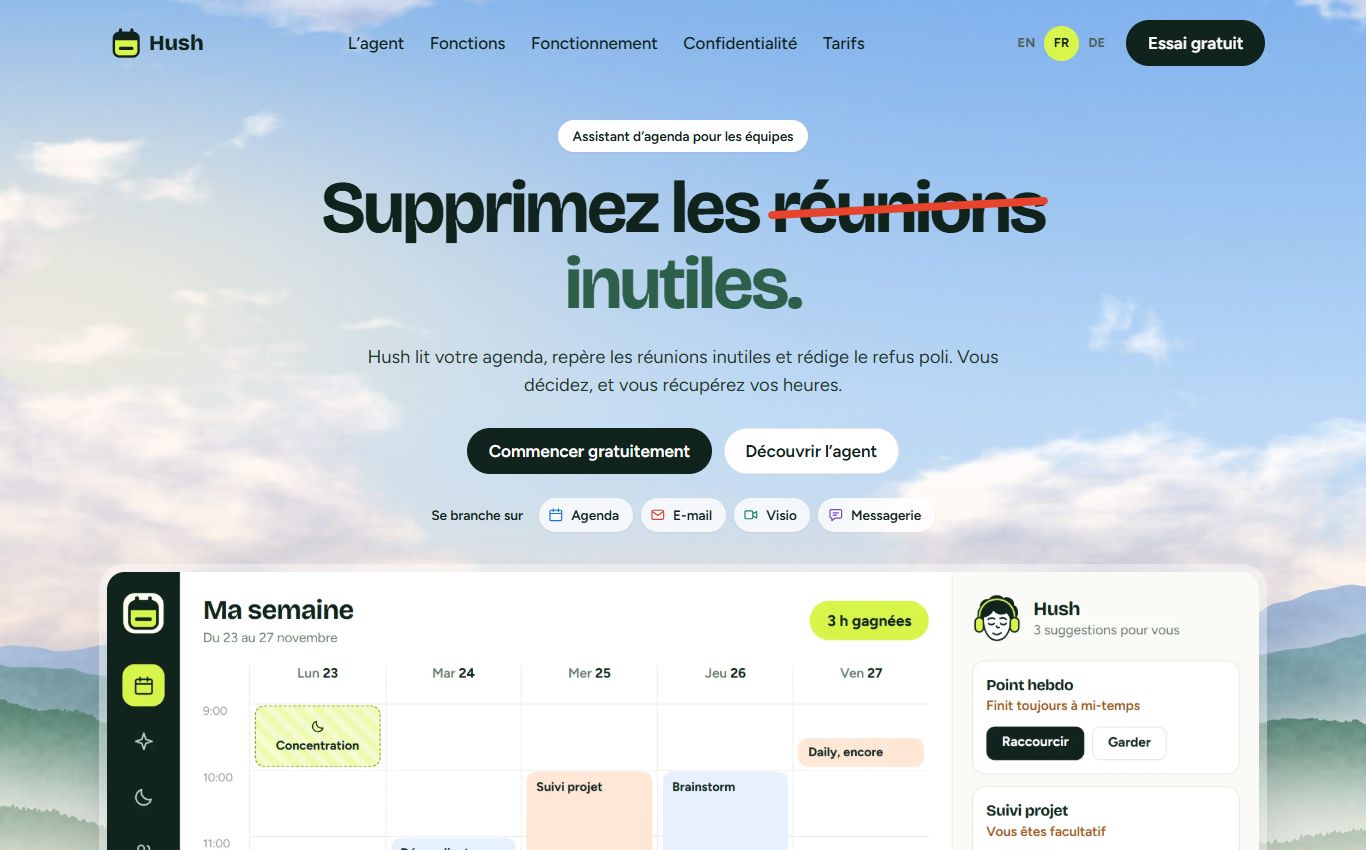 Hush
L’agent
Fonctions
Fonctionnement
Confidentialité
Tarifs
EN
FR
DE
Essai gratuit
Assistant d’agenda pour les équipes
Supprimez les réunions
inutiles.
Hush lit votre agenda, repère les réunions inutiles et rédige le refus poli. Vous
décidez, et vous récupérez vos heures.
Commencer gratuitement
Découvrir l’agent
Se branche sur
Agenda
E-mail
Visio
Messagerie
Ma semaine
Du 23 au 27 novembre
3 h gagnées
Lun 23
Mar 24
Mer 25
Jeu 26
Ven 27
9:00
Concentration
Daily, encore
10:00
Suivi projet
Brainstorm
11:00
Hush
3 suggestions pour vous
Point hebdo
Finit toujours à mi-temps
Raccourcir
Garder
Suivi projet
Vous êtes facultatif